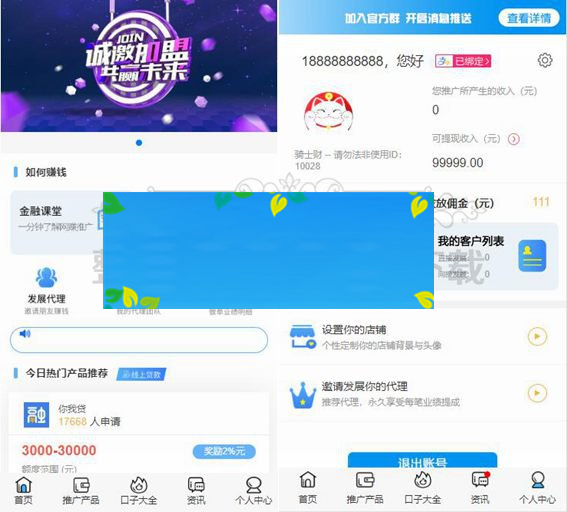 JOIN
诚邀加盟
共赢未来
如何赚钱
金融课堂
一分钟了解网赚推广
发展代理
邀请朋友赚钱
我的代理团队
做单业绩明细
今日热门产品推荐
线上贷款
融
你我贷
17668 人申请
3000-30000
奖励2%元
额度范围 (元)
首页
推广产品
口子大全
资讯
个人中心
加入官方群 开启消息推送
查看详情
18888888888，您好
已绑定
您推广所产生的收入（元）
0
可提现收入（元）
99999.00
骑士财 -- 请勿法非使用ID:
10028
放佣金（元）
111
我的客户列表
直接发展： 0
间接发展： 0
下载
设置你的店铺
个性定制你的店铺背景与头像
邀请发展你的代理
推荐代理，永久享受每笔业绩提成
退出账号
首页
推广产品
口子大全
资讯
个人中心